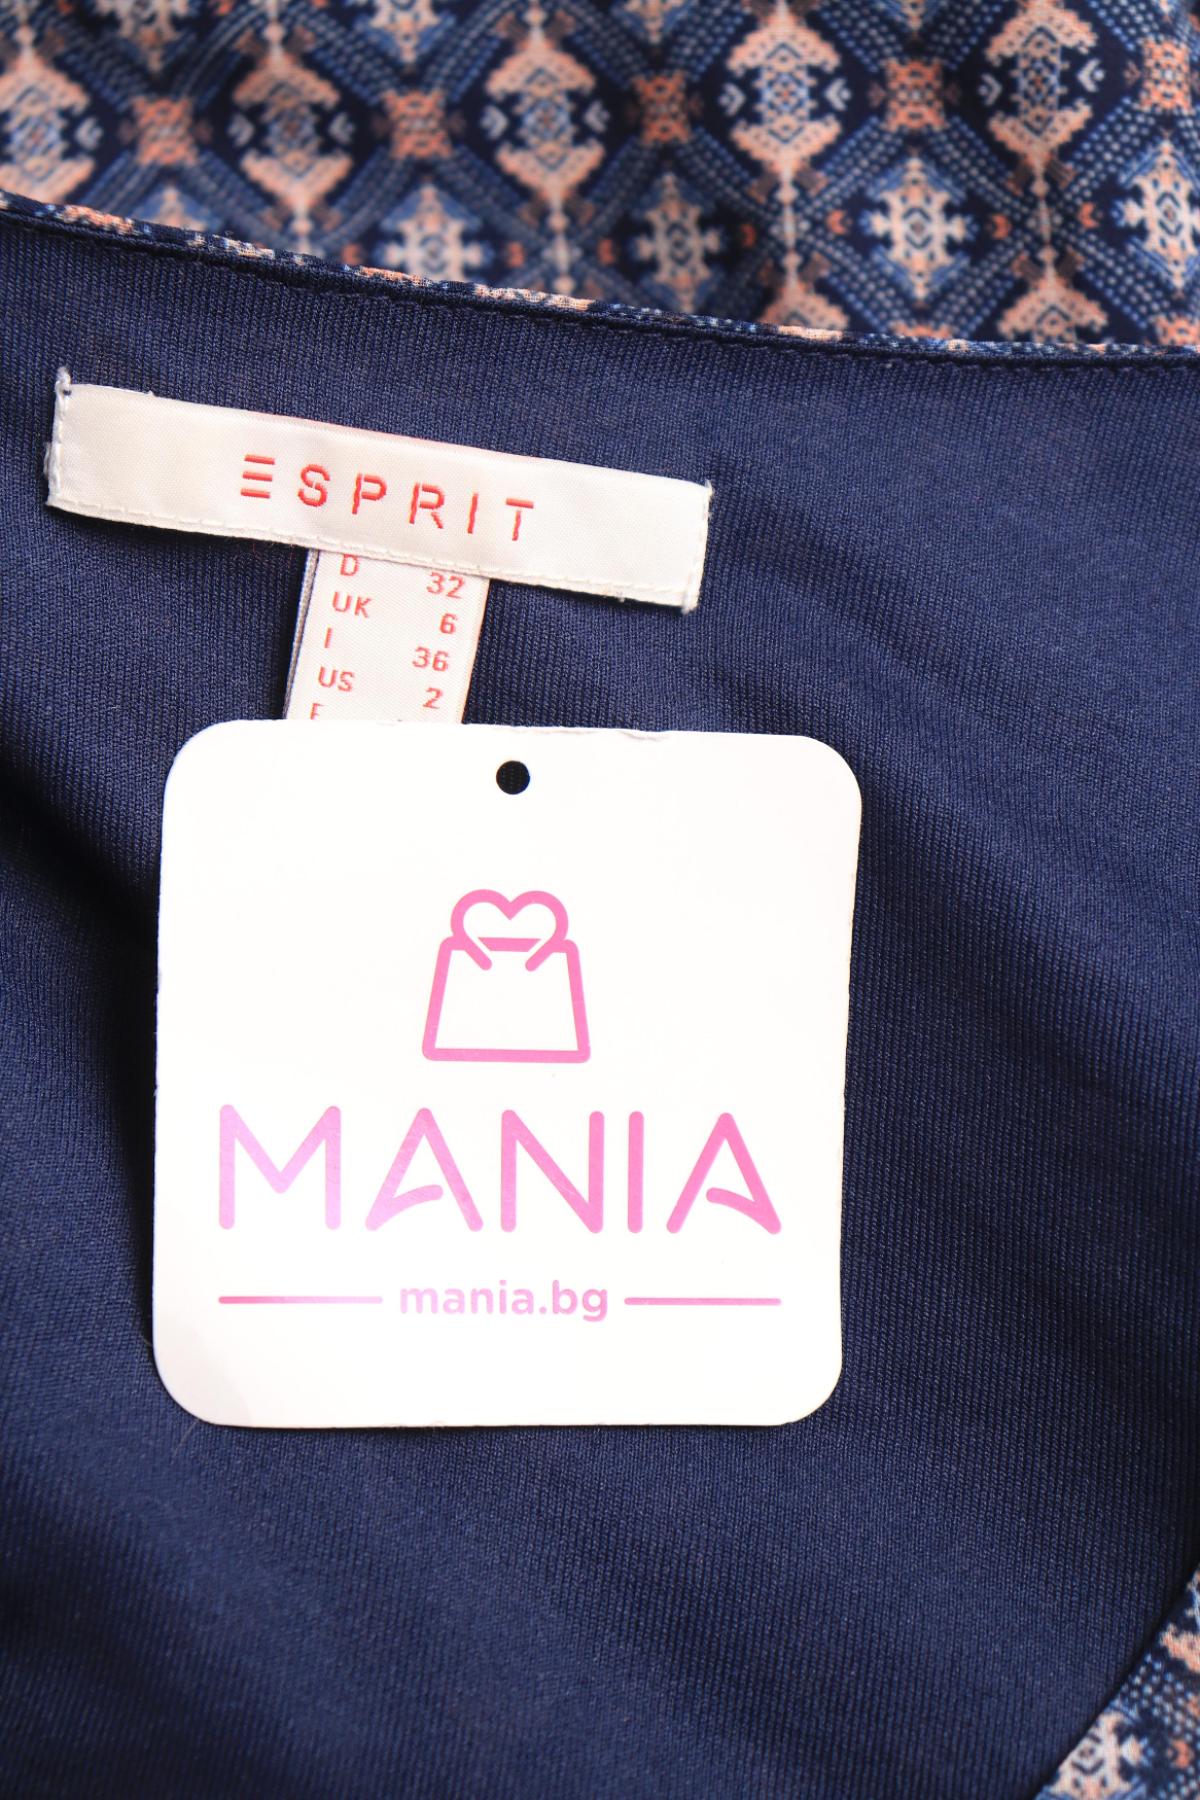 ESPRIT
D 32
UK 6
I 36
US 2
MANIA
mania.bg